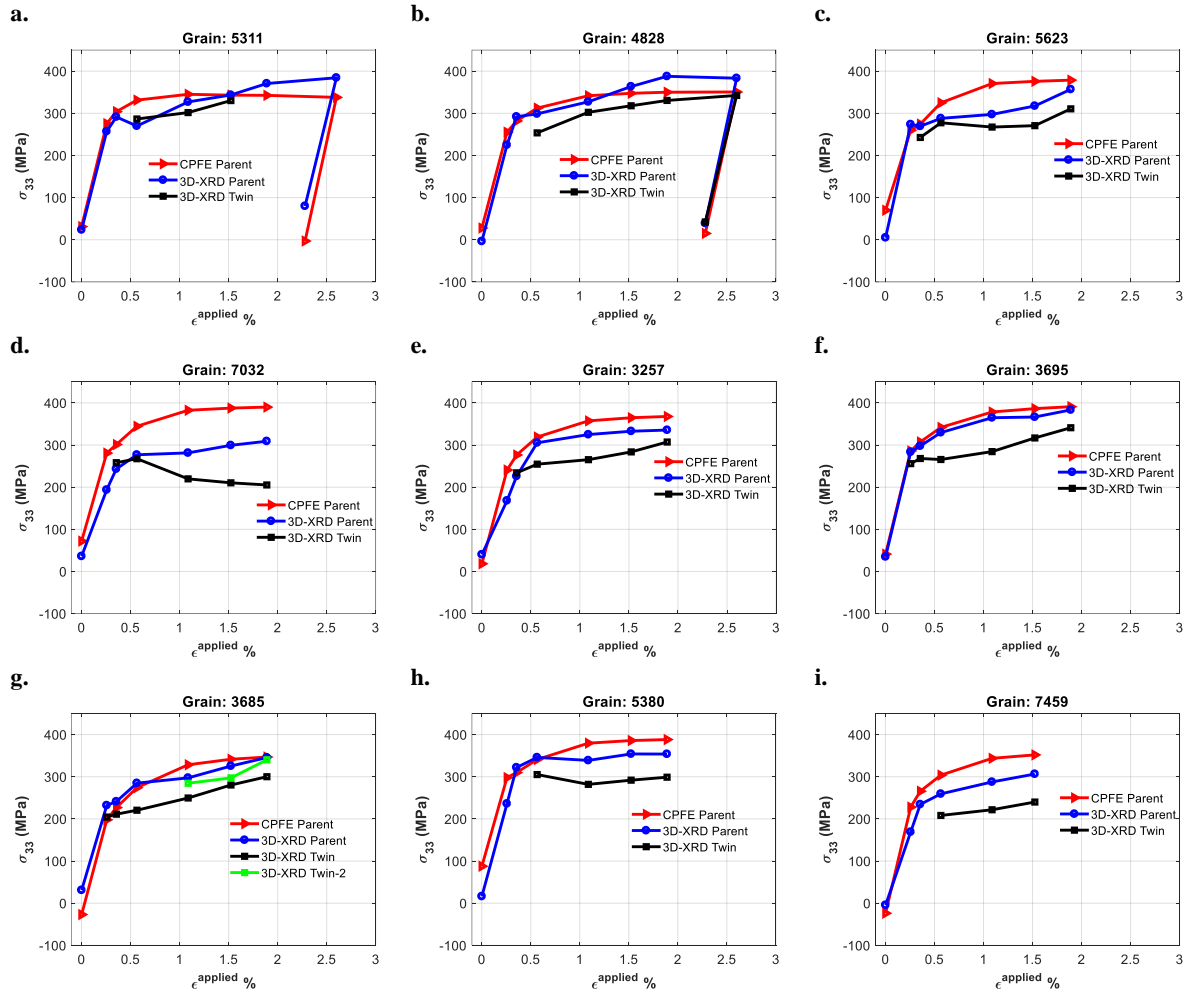 a.
Grain: 5311
400
300
200
100
0
-100
σ33 (MPa)
CPFE Parent
3D-XRD Parent
3D-XRD Twin
0 0.5 1 1.5 2 2.5 3
ϵapplied %
b.
Grain: 4828
400
300
200
100
0
-100
σ33 (MPa)
CPFE Parent
3D-XRD Parent
3D-XRD Twin
0 0.5 1 1.5 2 2.5 3
ϵapplied %
c.
Grain: 5623
400
300
200
100
0
-100
σ33 (MPa)
CPFE Parent
3D-XRD Parent
3D-XRD Twin
0 0.5 1 1.5 2 2.5 3
ϵapplied %
d.
Grain: 7032
400
300
200
100
0
-100
σ33 (MPa)
CPFE Parent
3D-XRD Parent
3D-XRD Twin
0 0.5 1 1.5 2 2.5 3
ϵapplied %
e.
Grain: 3257
400
300
200
100
0
-100
σ33 (MPa)
CPFE Parent
3D-XRD Parent
3D-XRD Twin
0 0.5 1 1.5 2 2.5 3
ϵapplied %
f.
Grain: 3695
400
300
200
100
0
-100
σ33 (MPa)
CPFE Parent
3D-XRD Parent
3D-XRD Twin
0 0.5 1 1.5 2 2.5 3
ϵapplied %
g.
Grain: 3685
400
300
200
100
0
-100
σ33 (MPa)
CPFE Parent
3D-XRD Parent
3D-XRD Twin
3D-XRD Twin-2
0 0.5 1 1.5 2 2.5 3
ϵapplied %
h.
Grain: 5380
400
300
200
100
0
-100
σ33 (MPa)
CPFE Parent
3D-XRD Parent
3D-XRD Twin
0 0.5 1 1.5 2 2.5 3
ϵapplied %
i.
Grain: 7459
400
300
200
100
0
-100
σ33 (MPa)
CPFE Parent
3D-XRD Parent
3D-XRD Twin
0 0.5 1 1.5 2 2.5 3
ϵapplied %